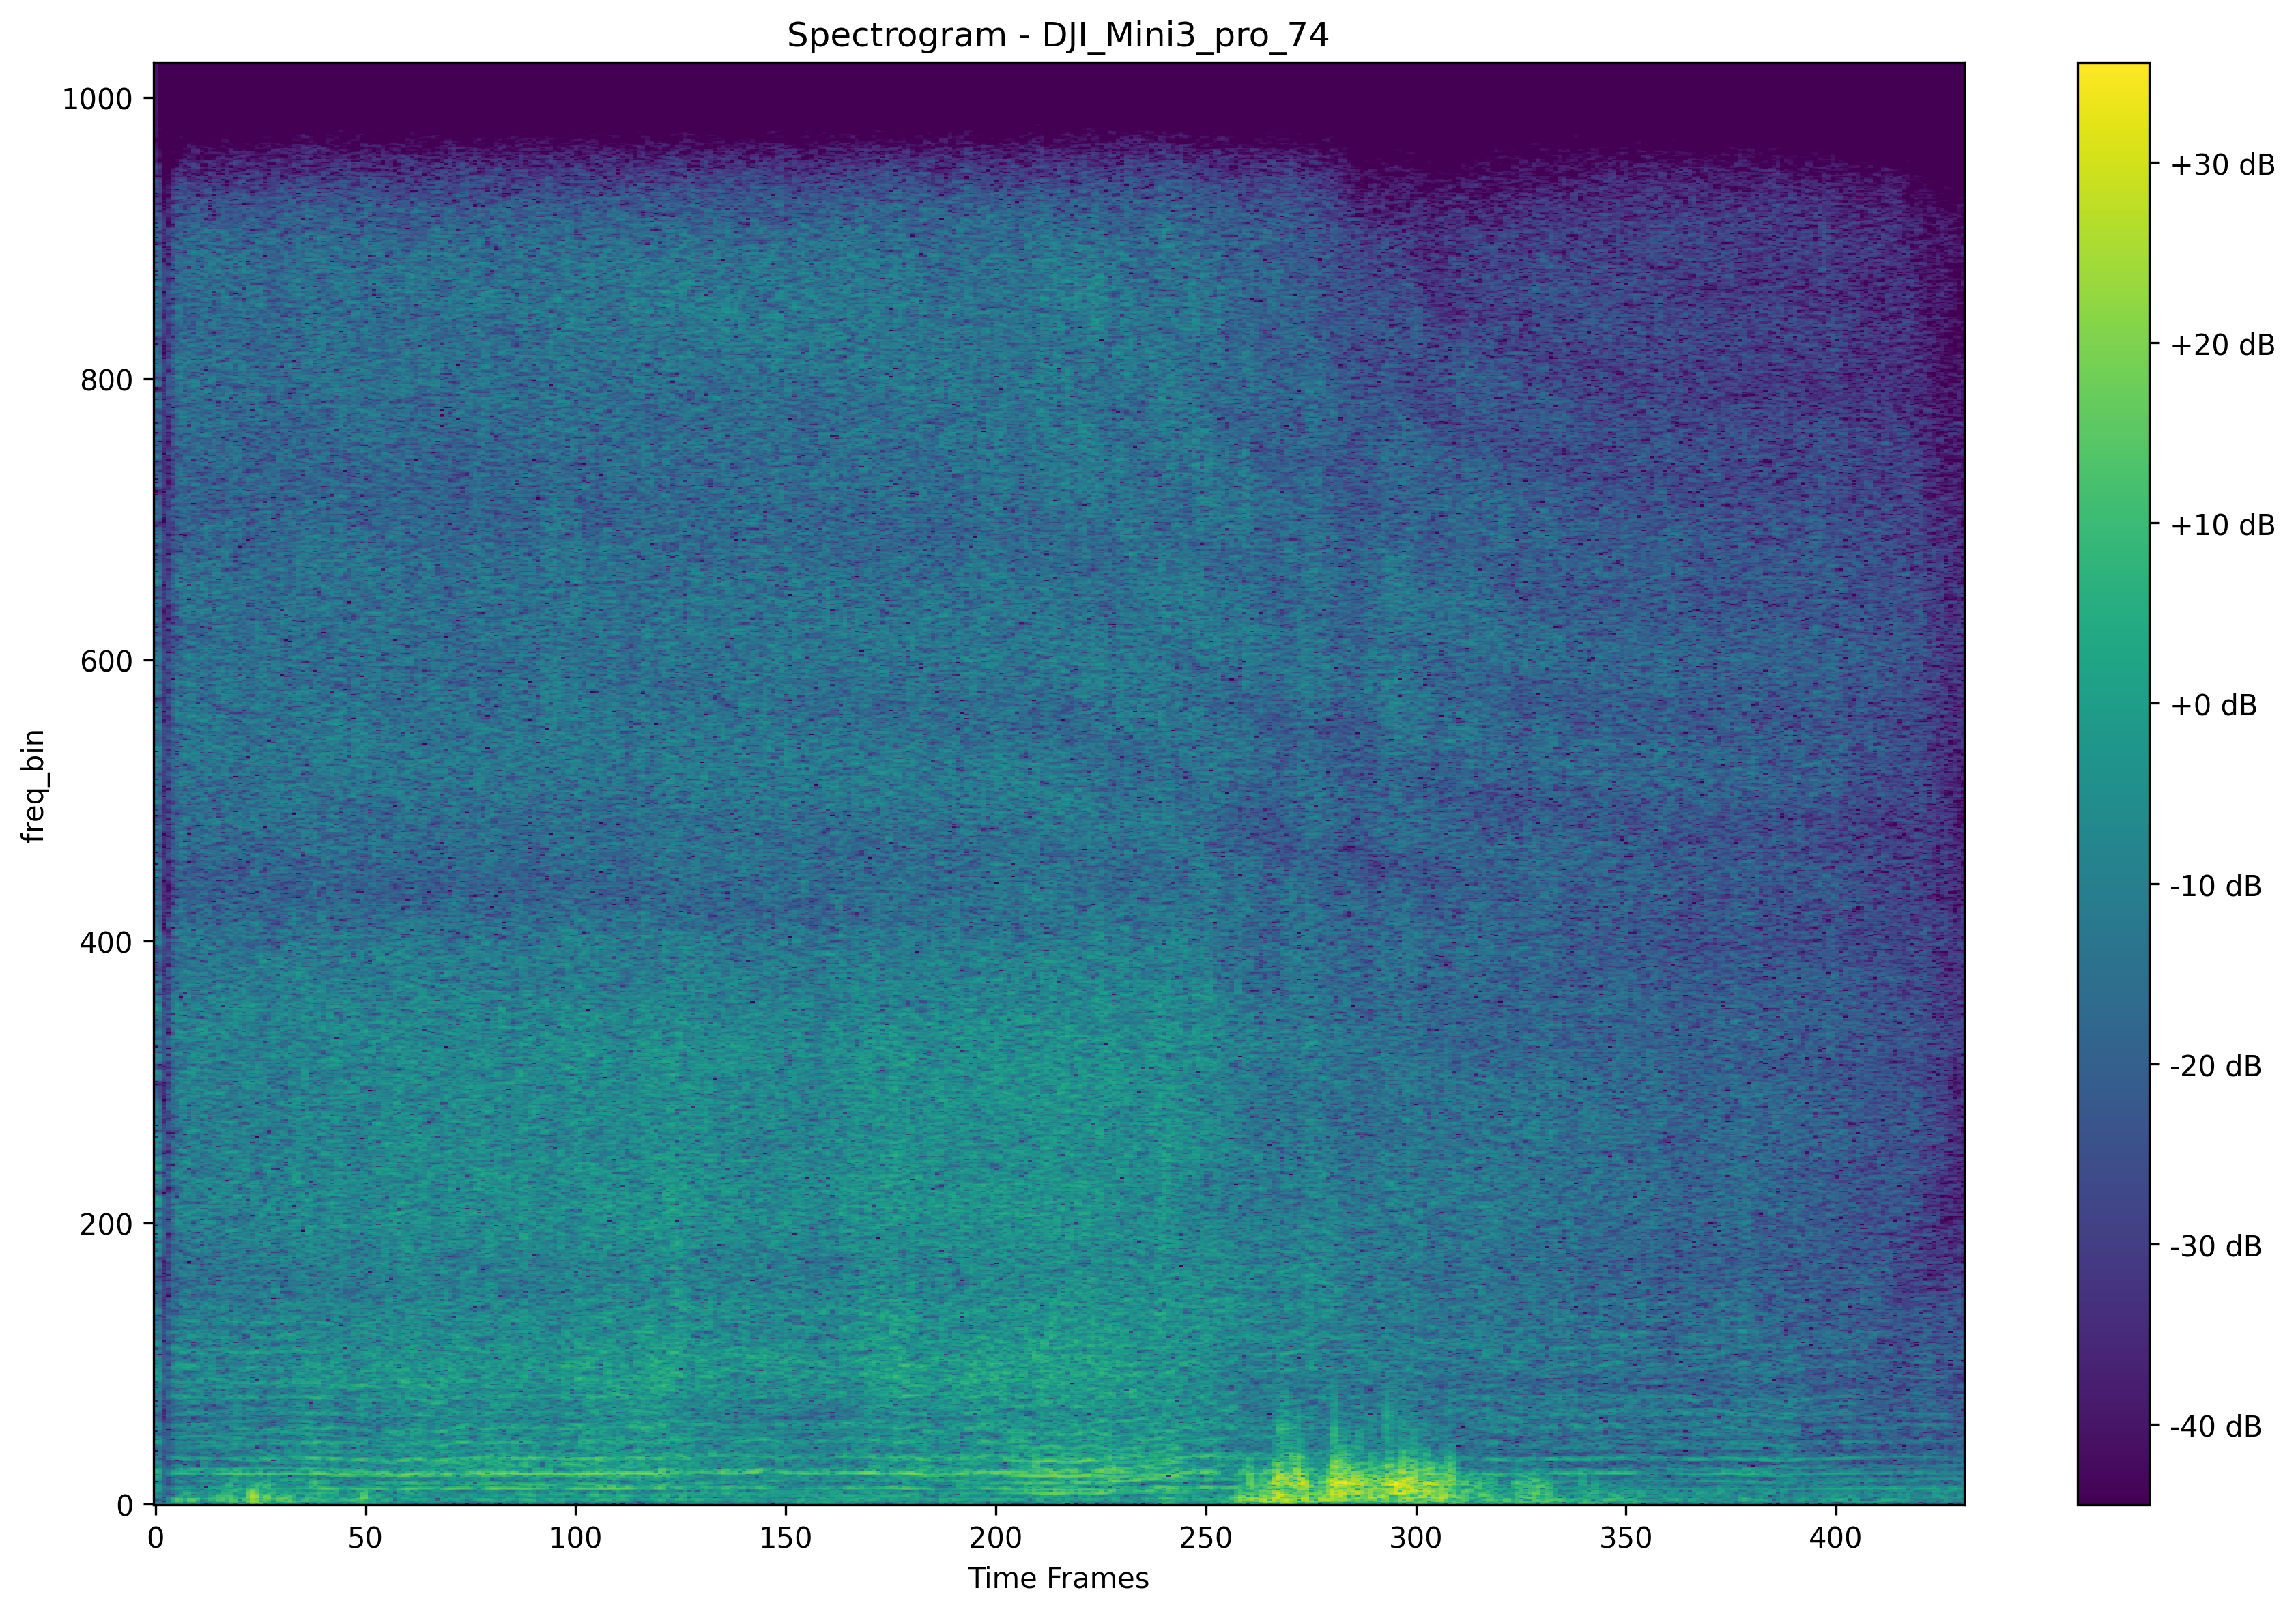 Spectrogram - DJI_Mini3_pro_74
1000
800
600
400
200
0
freq_bin
0 50 100 150 200 250 300 350 400
Time Frames
+30 dB
+20 dB
+10 dB
+0 dB
-10 dB
-20 dB
-30 dB
-40 dB